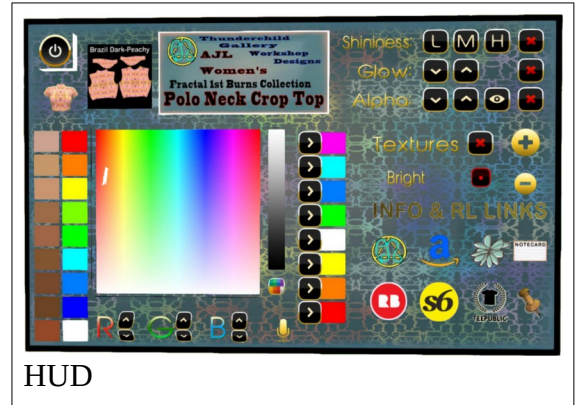 Brazil Dark-Peachy
Thunderchild
Gallery
AJL Workshop
Designs
Women's
Fractal 1st Burns Collection
Polo Neck Crop Top
Shininess L M H
Glow
Alpha
Textures
Bright
INFO & RL LINKS
a
NOTECARD
RB
s6
TEEPUBLIC
R G B
HUD